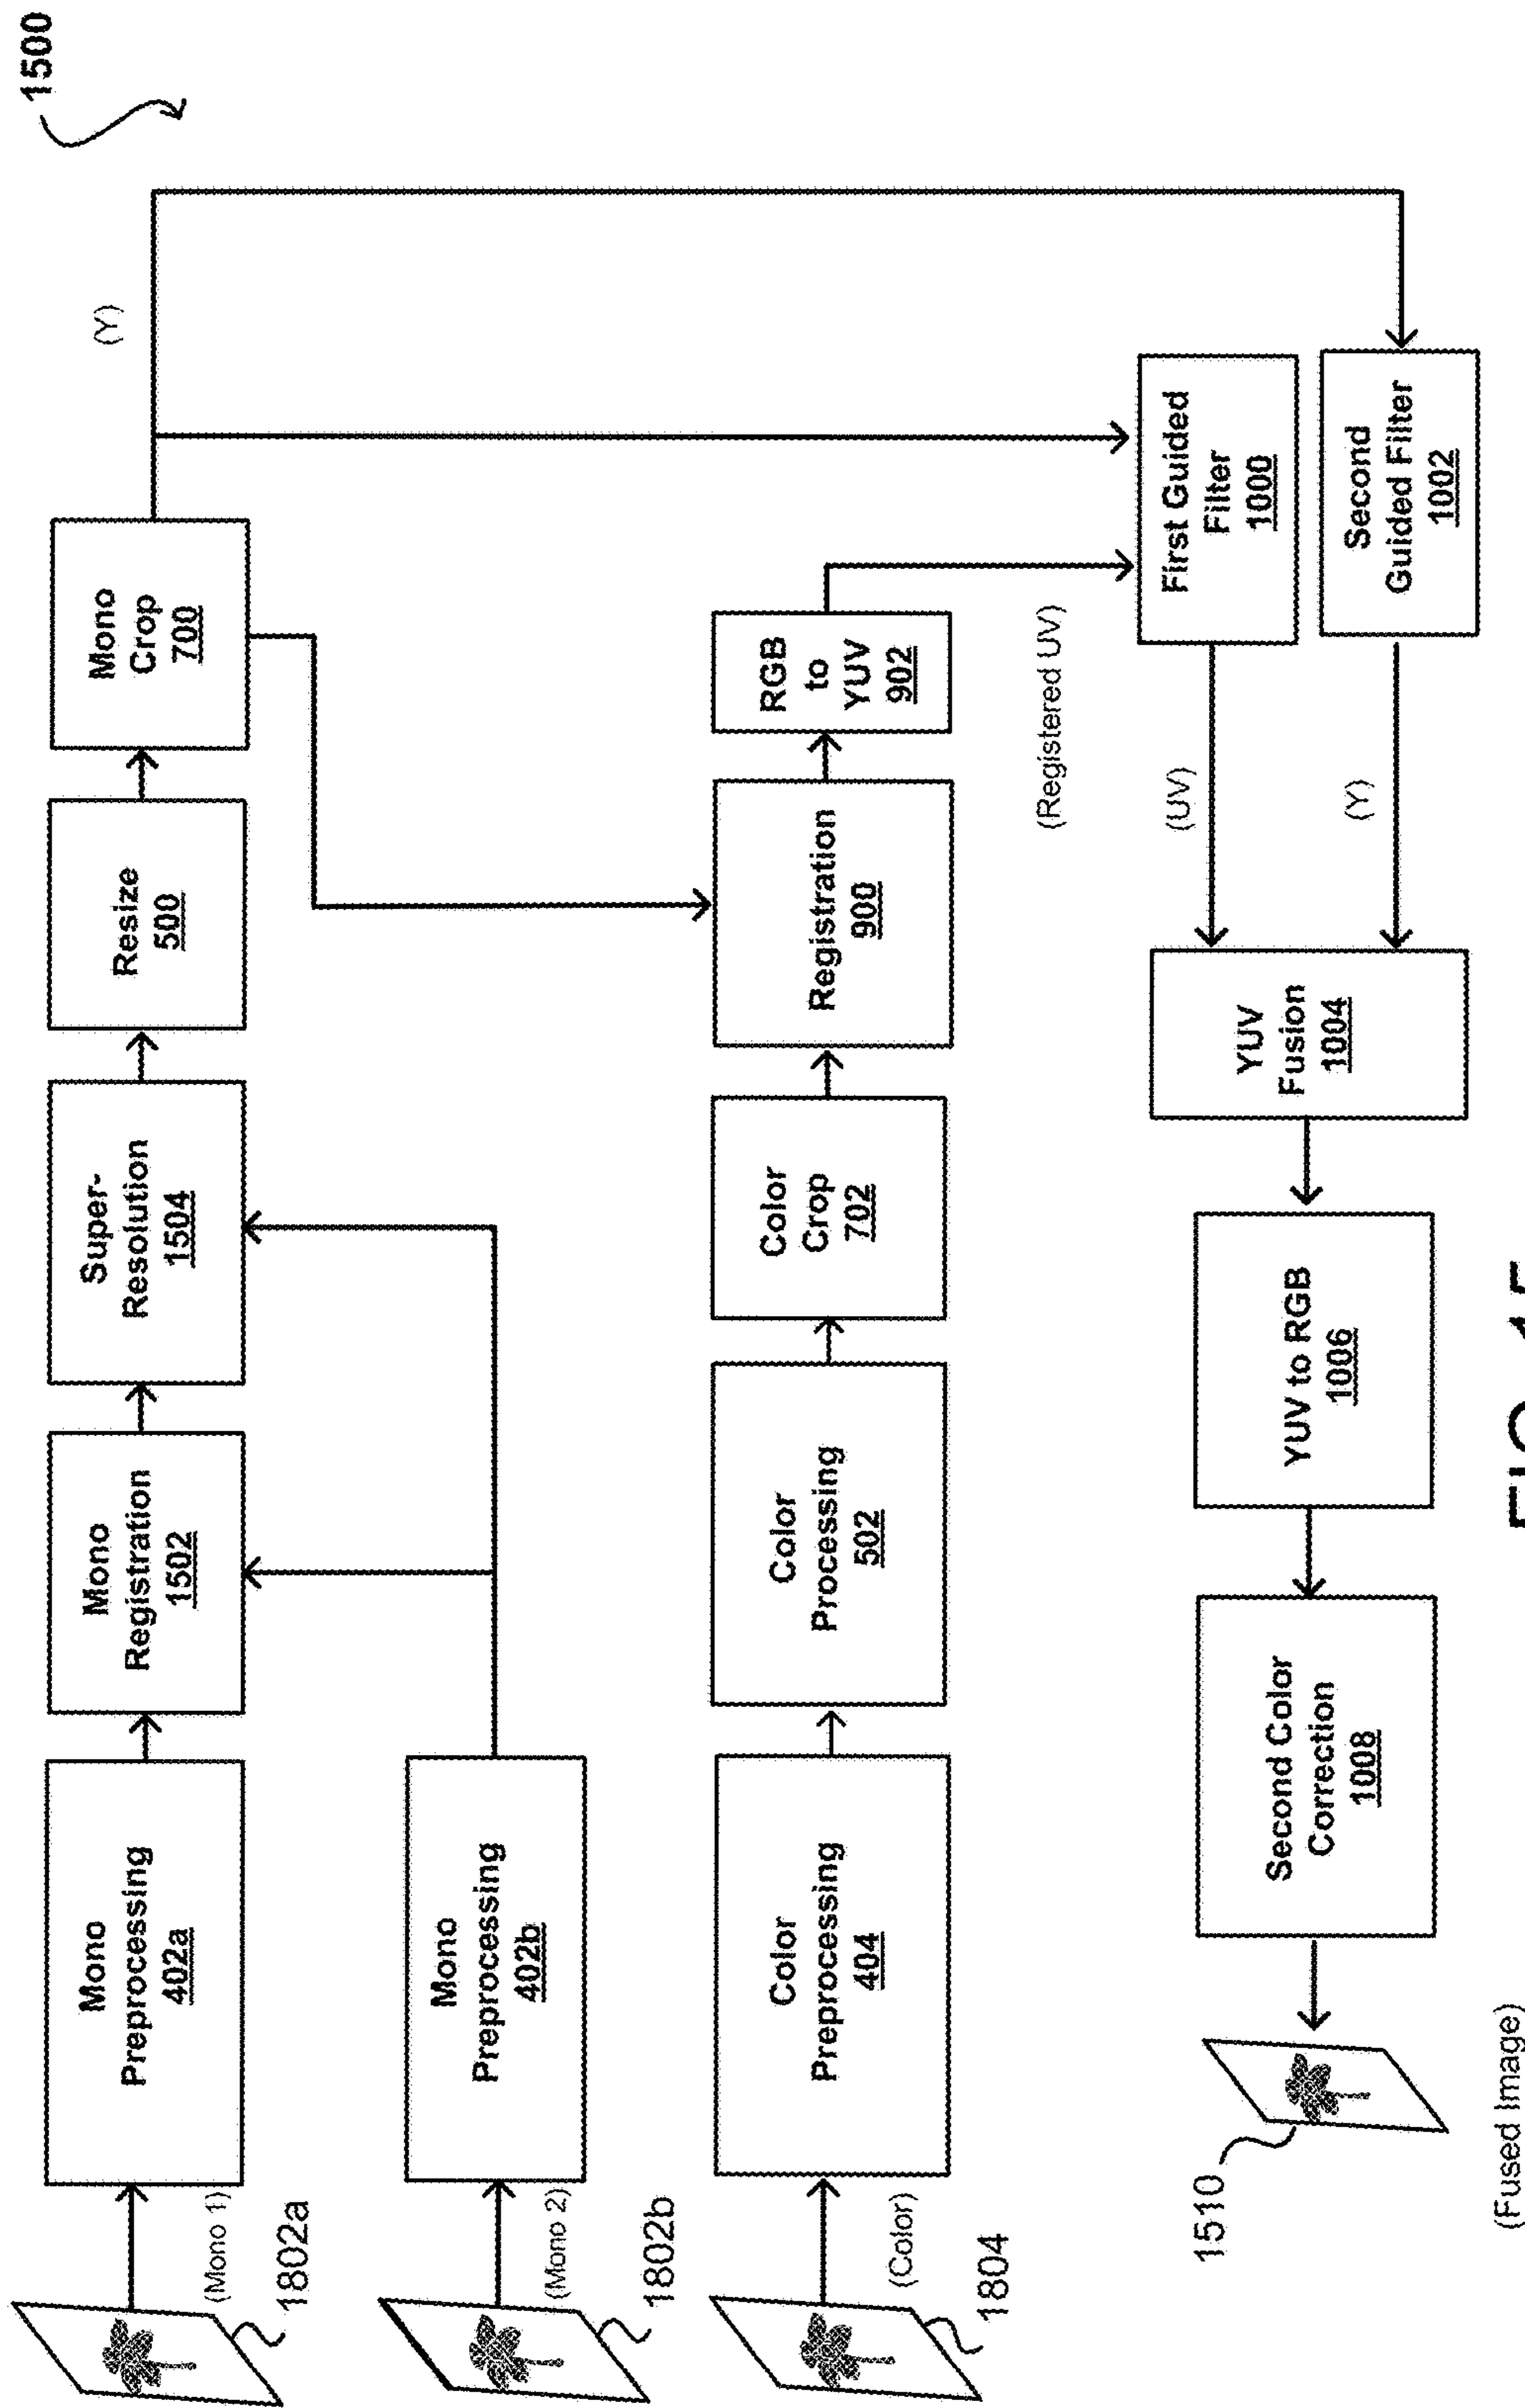 1500
Mono
Preprocessing
402a
Mono
Registration
1502
Super-
Resolution
1504
Resize
500
Mono
Crop
700
(Y)
(Mono 1)
1802a
Mono
Preprocessing
402b
(Mono 2)
1802b
Color
Preprocessing
404
Color
Processing
502
Color
Crop
702
Registration
900
RGB
to
YUV
902
(Color)
1804
(Registered UV)
First Guided
Filter
1000
(UV)
Second
Guided Filter
1002
(Y)
YUV
Fusion
1004
YUV to RGB
1006
Second Color
Correction
1008
1510
(Fused Image)